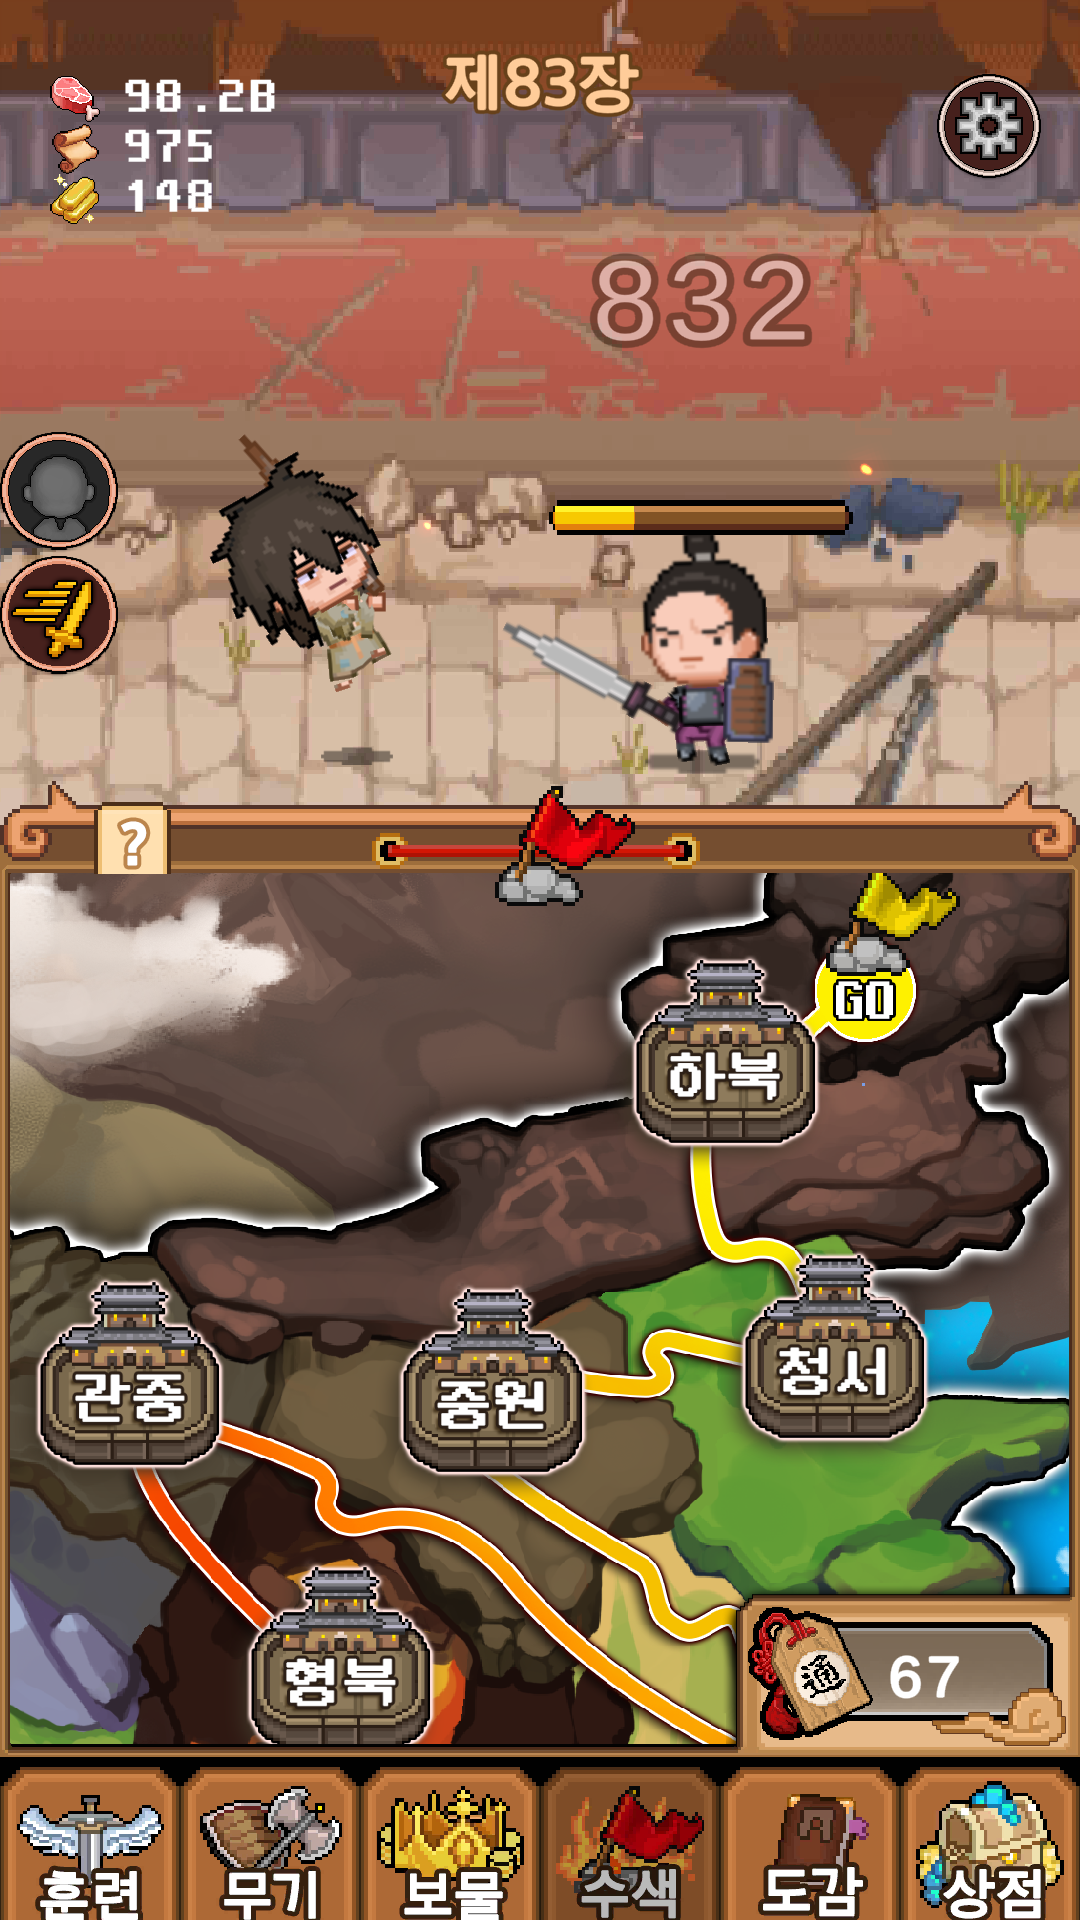 제83장
98.28
975
148
832
?
GO
하북
관중
중원
청서
형북
通
67
훈련
무기
보물
수색
도감
상점